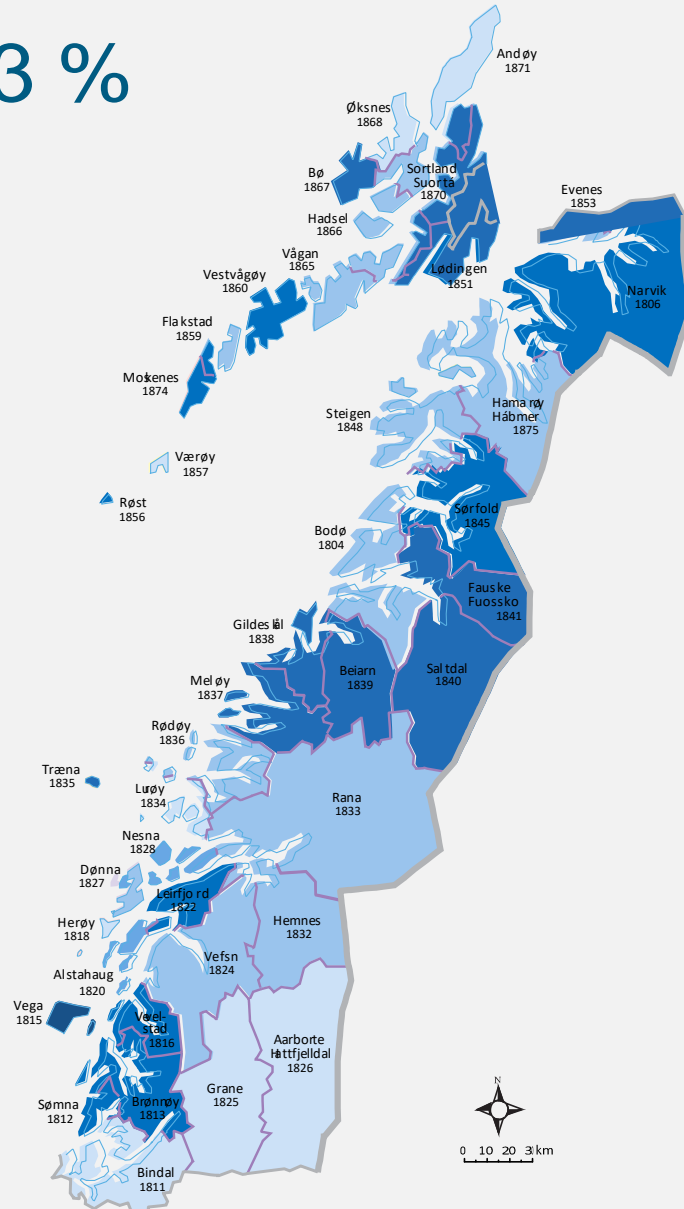 3 %
Andøy
1871
Øksnes
1868
Bø
1867
Sortland
Suortá
1870
Evenes
1853
Hadsel
1866
Vågan
1865
Vestvågøy
1860
Lødingen
1851
Narvik
1806
Flakstad
1859
Moskenes
1874
Steigen
1848
Hamarøy
Hábmer
1875
Værøy
1857
Røst
1856
Bodø
1804
Sørfold
1845
Fauske
Fuossko
1841
Gildeskål
1838
Beiarn
1839
Saltdal
1840
Meløy
1837
Rødøy
1836
Træna
1835
Lurøy
1834
Rana
1833
Nesna
1828
Dønna
1827
Leirfjord
1822
Herøy
1818
Hemnes
1832
Vefsn
1824
Alstahaug
1820
Vega
1815
Vevel-
stad
1816
Aarborte
Hattfjelldal
1826
Grane
1825
Sømna
1812
Brønnøy
1813
Bindal
1811
N
0 10 20 30 km